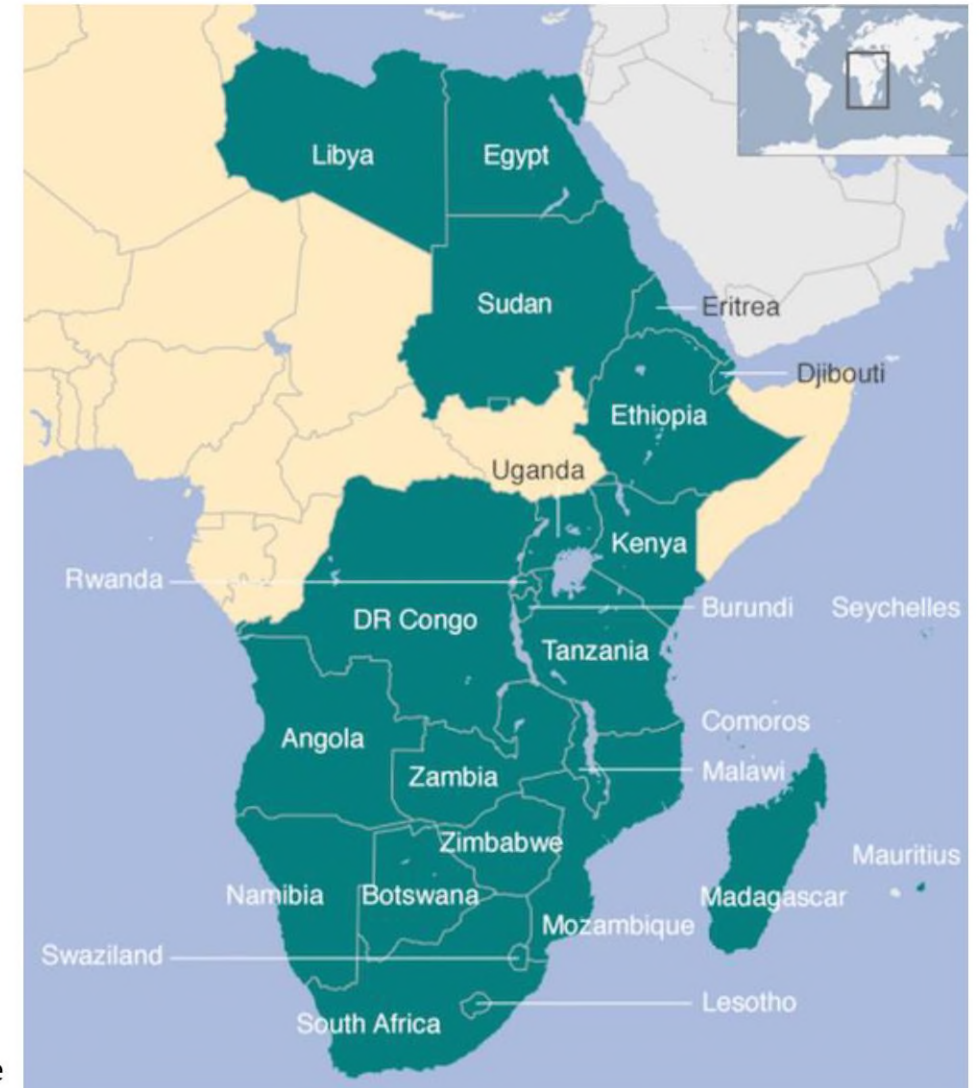 Libya
Egypt
Sudan
Eritrea
Djibouti
Ethiopia
Uganda
Kenya
Rwanda
Burundi
Seychelles
DR Congo
Tanzania
Comoros
Angola
Malawi
Zambia
Zimbabwe
Mauritius
Namibia
Botswana
Madagascar
Mozambique
Swaziland
Lesotho
South Africa
e